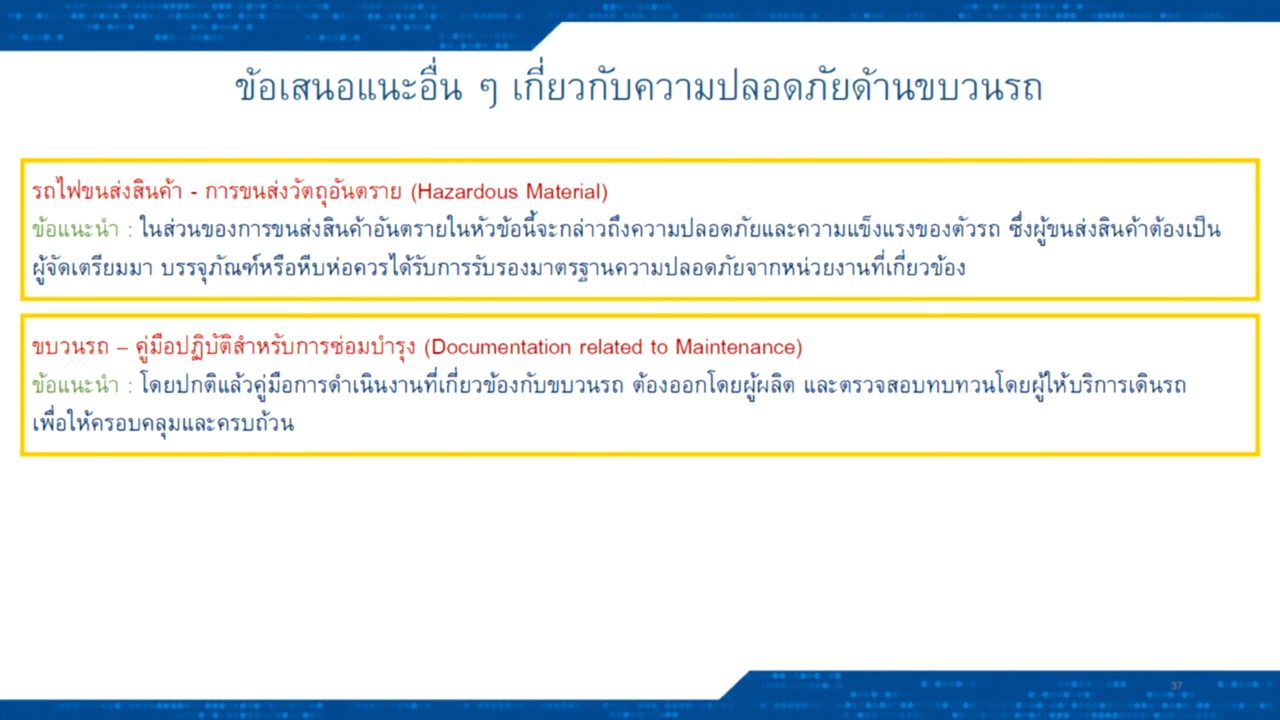 ข้อเสนอแนะอื่น ๆ เกี่ยวกับความปลอดภัยด้านขบวนรถ
รถไฟขนส่งสินค้า - การขนส่งวัตถุอันตราย (Hazardous Material)
ข้อแนะนำ : ในส่วนของการขนส่งสินค้าอันตรายในหัวข้อนี้จะกล่าวถึงความปลอดภัยและความแข็งแรงของตัวรถ ซึ่งผู้ขนส่งสินค้าต้องเป็น
ผู้จัดเตรียมมา บรรจุภัณฑ์หรือหีบห่อควรได้รับการรับรองมาตรฐานความปลอดภัยจากหน่วยงานที่เกี่ยวข้อง
ขบวนรถ – คู่มือปฏิบัติสำหรับการซ่อมบำรุง (Documentation related to Maintenance)
ข้อแนะนำ : โดยปกติแล้วคู่มือการดำเนินงานที่เกี่ยวข้องกับขบวนรถ ต้องออกโดยผู้ผลิต และตรวจสอบทบทวนโดยผู้ให้บริการเดินรถ
เพื่อให้ครอบคลุมและครบถ้วน
37